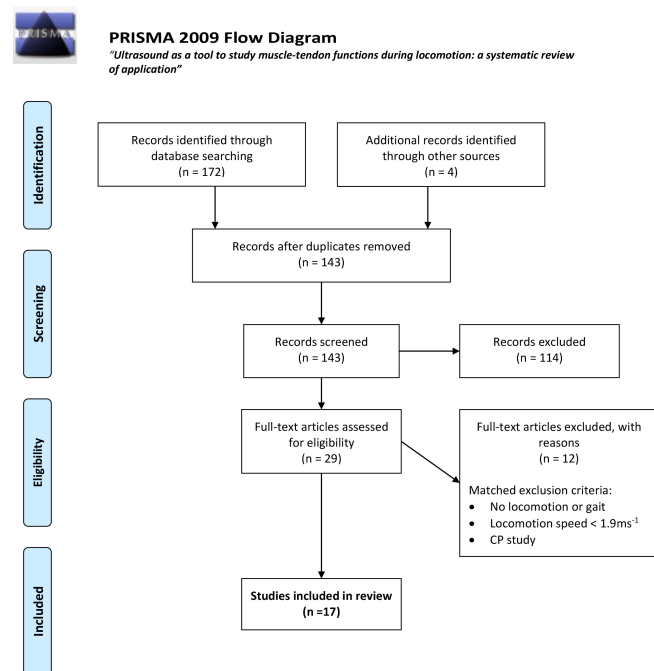 PRISMA
PRISMA 2009 Flow Diagram
"Ultrasound as a tool to study muscle-tendon functions during locomotion: a systematic review
of application"
Identification
Records identified through
database searching
(n = 172)
Additional records identified
through other sources
(n = 4)
Records after duplicates removed
(n = 143)
Screening
Records screened
(n = 143)
Records excluded
(n = 114)
Eligibility
Full-text articles assessed
for eligibility
(n = 29)
Full-text articles excluded, with
reasons
(n = 12)
Matched exclusion criteria:
• No locomotion or gait
• Locomotion speed < 1.9ms⁻¹
• CP study
Included
Studies included in review
(n =17)